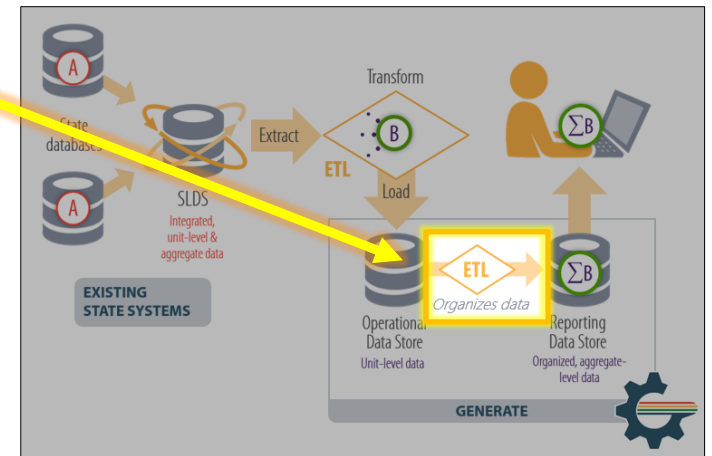 A
State
databases
A
SLDS
Integrated,
unit-level &
aggregate data
EXISTING
STATE SYSTEMS
Extract
Transform
B
ETL
Load
ΣB
ETL
Organizes data
ΣB
Operational
Data Store
Unit-level data
Reporting
Data Store
Organized, aggregate-
level data
GENERATE